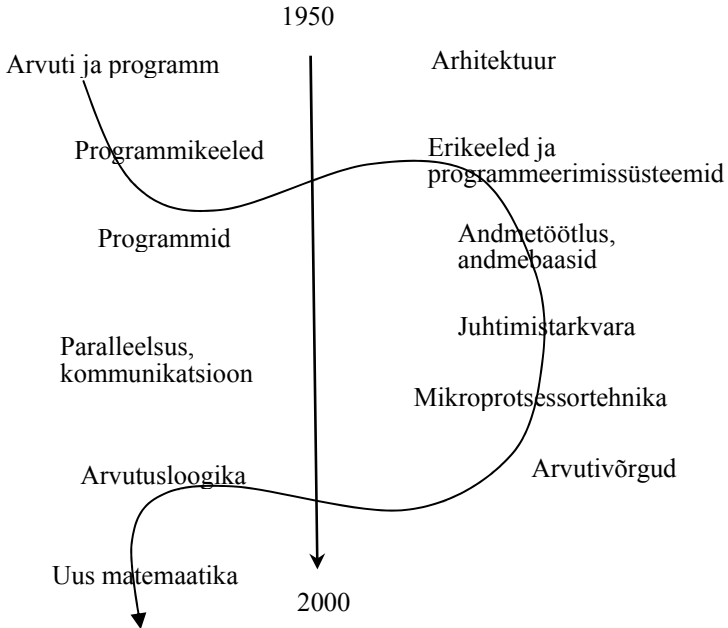 1950
Arvuti ja programm
Arhitektuur
Programmikeeled
Erikeeled ja
programmeerimissüsteemid
Programmid
Andmetöötlus,
andmebaasid
Juhtimistarkvara
Paralleelsus,
kommunikatsioon
Mikroprotsessortehnika
Arvutusloogika
Arvutivõrgud
Uus matemaatika
2000